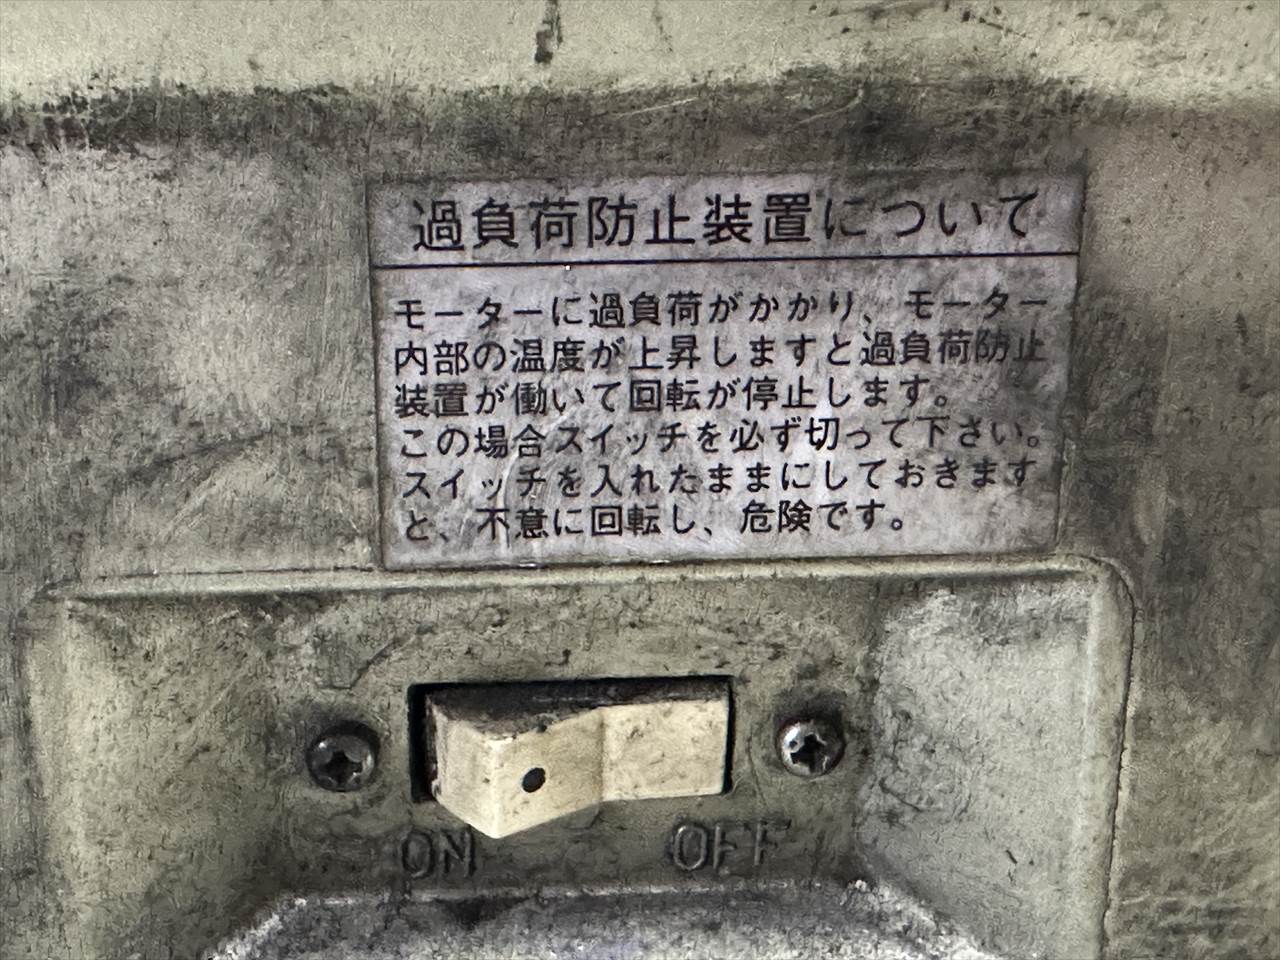 過負荷防止装置について
モーターに過負荷がかかり、モーター
内部の温度が上昇しますと過負荷防止
装置が働いて回転が停止します。
この場合スイッチを必ず切って下さい。
スイッチを入れたままにしておきます
と、不意に回転し、危険です。
ON OFF